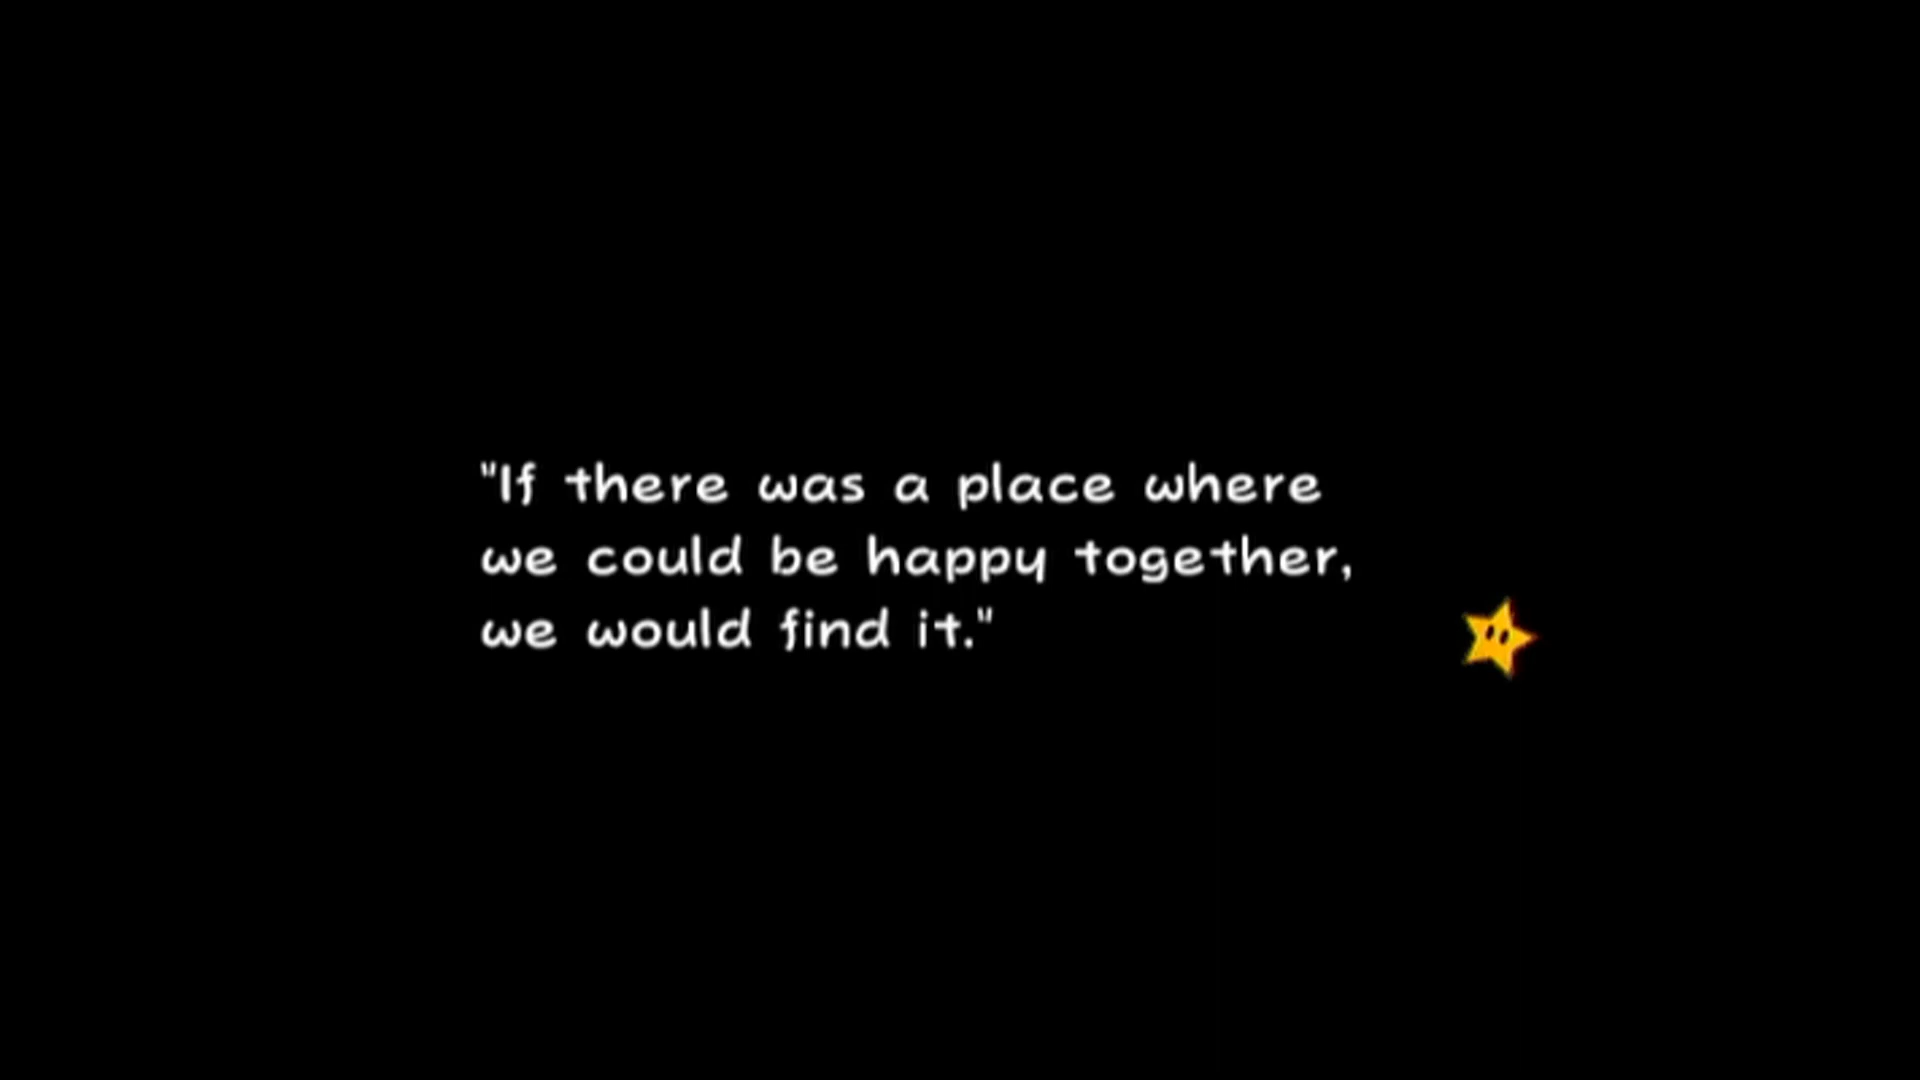 "If there was a place where
we could be happy together,
we would find it."